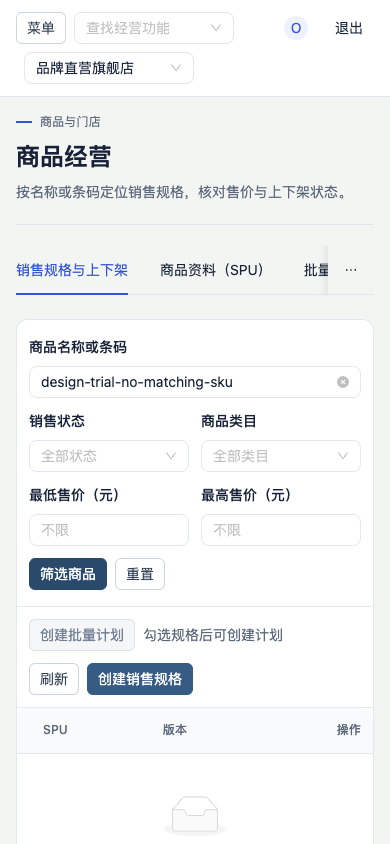 菜单 查找经营功能 O 退出
品牌直营旗舰店
商品与门店
商品经营
按名称或条码定位销售规格，核对售价与上下架状态。
销售规格与上下架 商品资料（SPU） 批量 ···
商品名称或条码
design-trial-no-matching-sku
销售状态 商品类目
全部状态 全部类目
最低售价（元） 最高售价（元）
不限 不限
筛选商品 重置
创建批量计划 勾选规格后可创建计划
刷新 创建销售规格
SPU 版本 操作